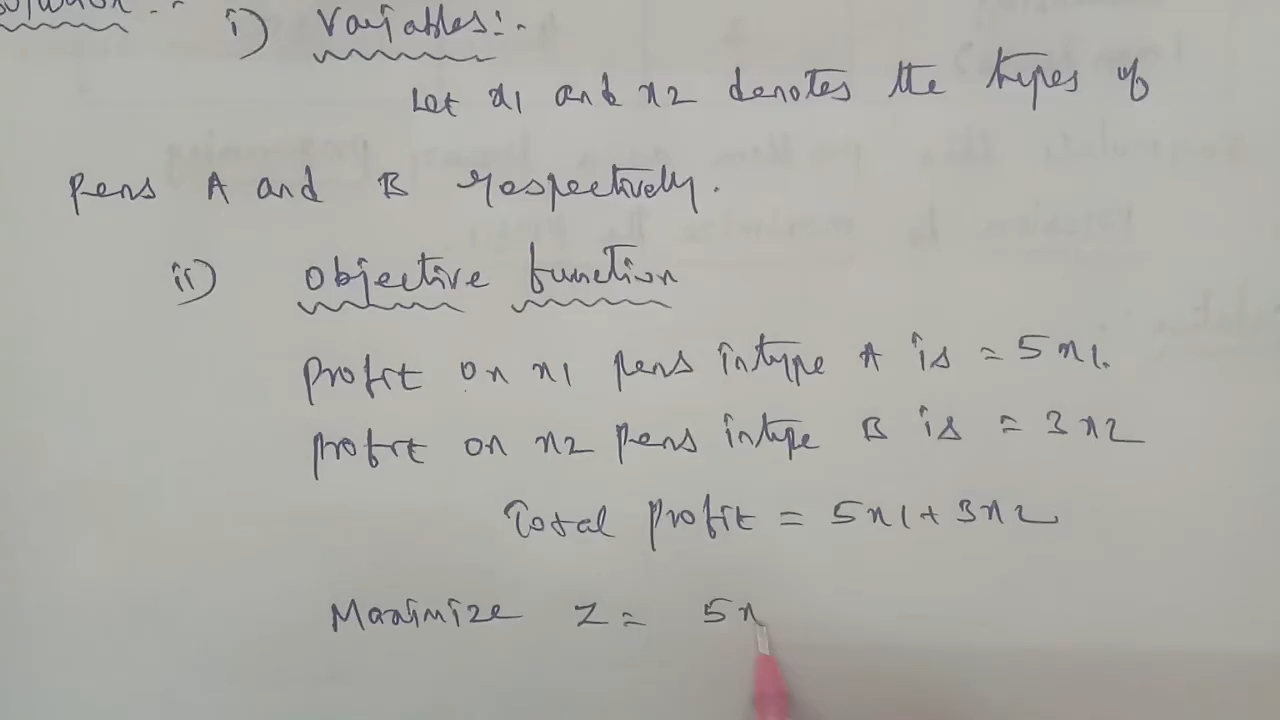 i) Variables:-
Let x1 and x2 denotes the types of
Pens A and B respectively.
ii) Objective function
Profit on x1 pens in type A is = 5x1.
Profit on x2 pens in type B is = 3x2
Total profit = 5x1 + 3x2
Maximize Z = 5x